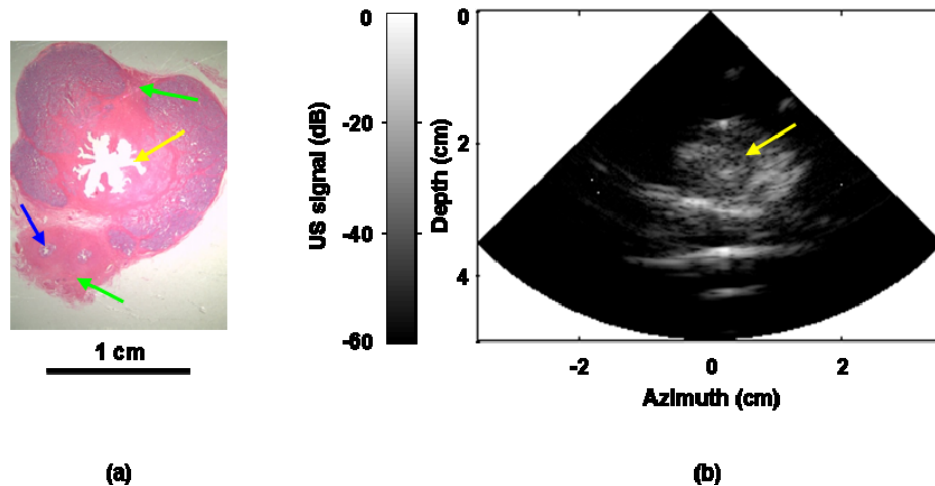 0
-20
-40
-60
US signal (dB)
0
2
4
Depth (cm)
-2
0
2
Azimuth (cm)
1 cm
(a)
(b)